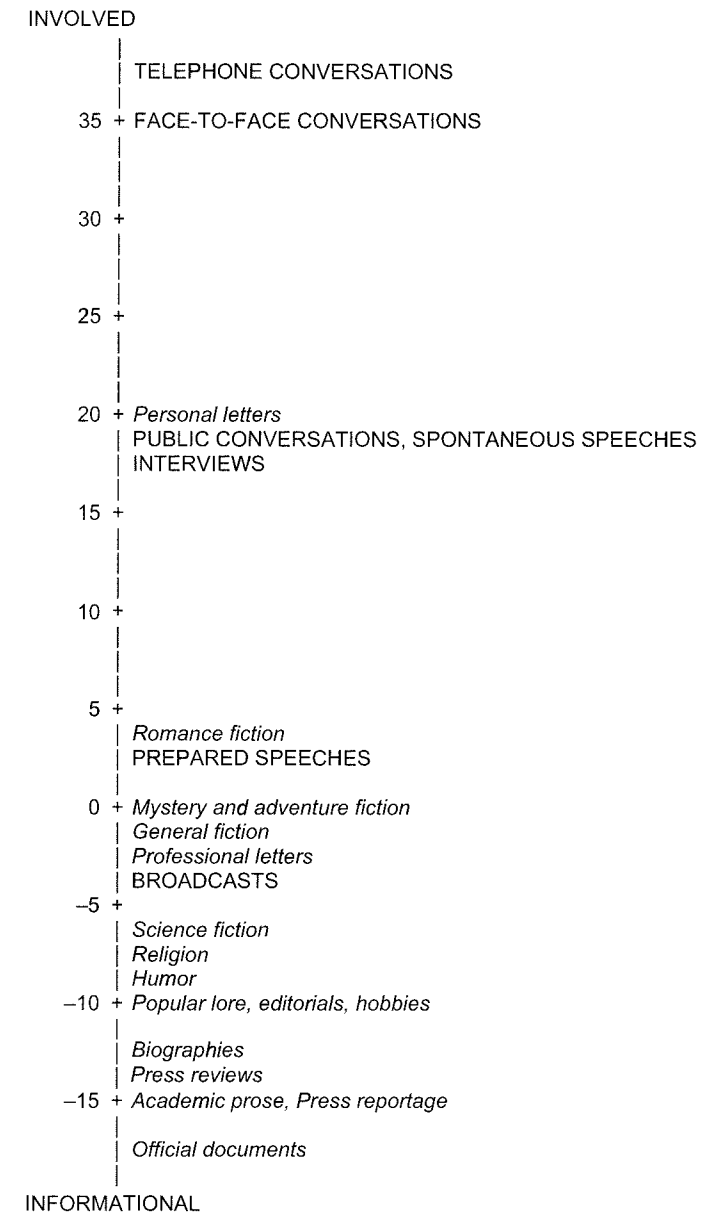 INVOLVED
TELEPHONE CONVERSATIONS
35 + FACE-TO-FACE CONVERSATIONS
30 +
25 +
20 + Personal letters
PUBLIC CONVERSATIONS, SPONTANEOUS SPEECHES
INTERVIEWS
15 +
10 +
5 +
Romance fiction
PREPARED SPEECHES
0 + Mystery and adventure fiction
General fiction
Professional letters
BROADCASTS
–5 +
Science fiction
Religion
Humor
–10 + Popular lore, editorials, hobbies
Biographies
Press reviews
–15 + Academic prose, Press reportage
Official documents
INFORMATIONAL